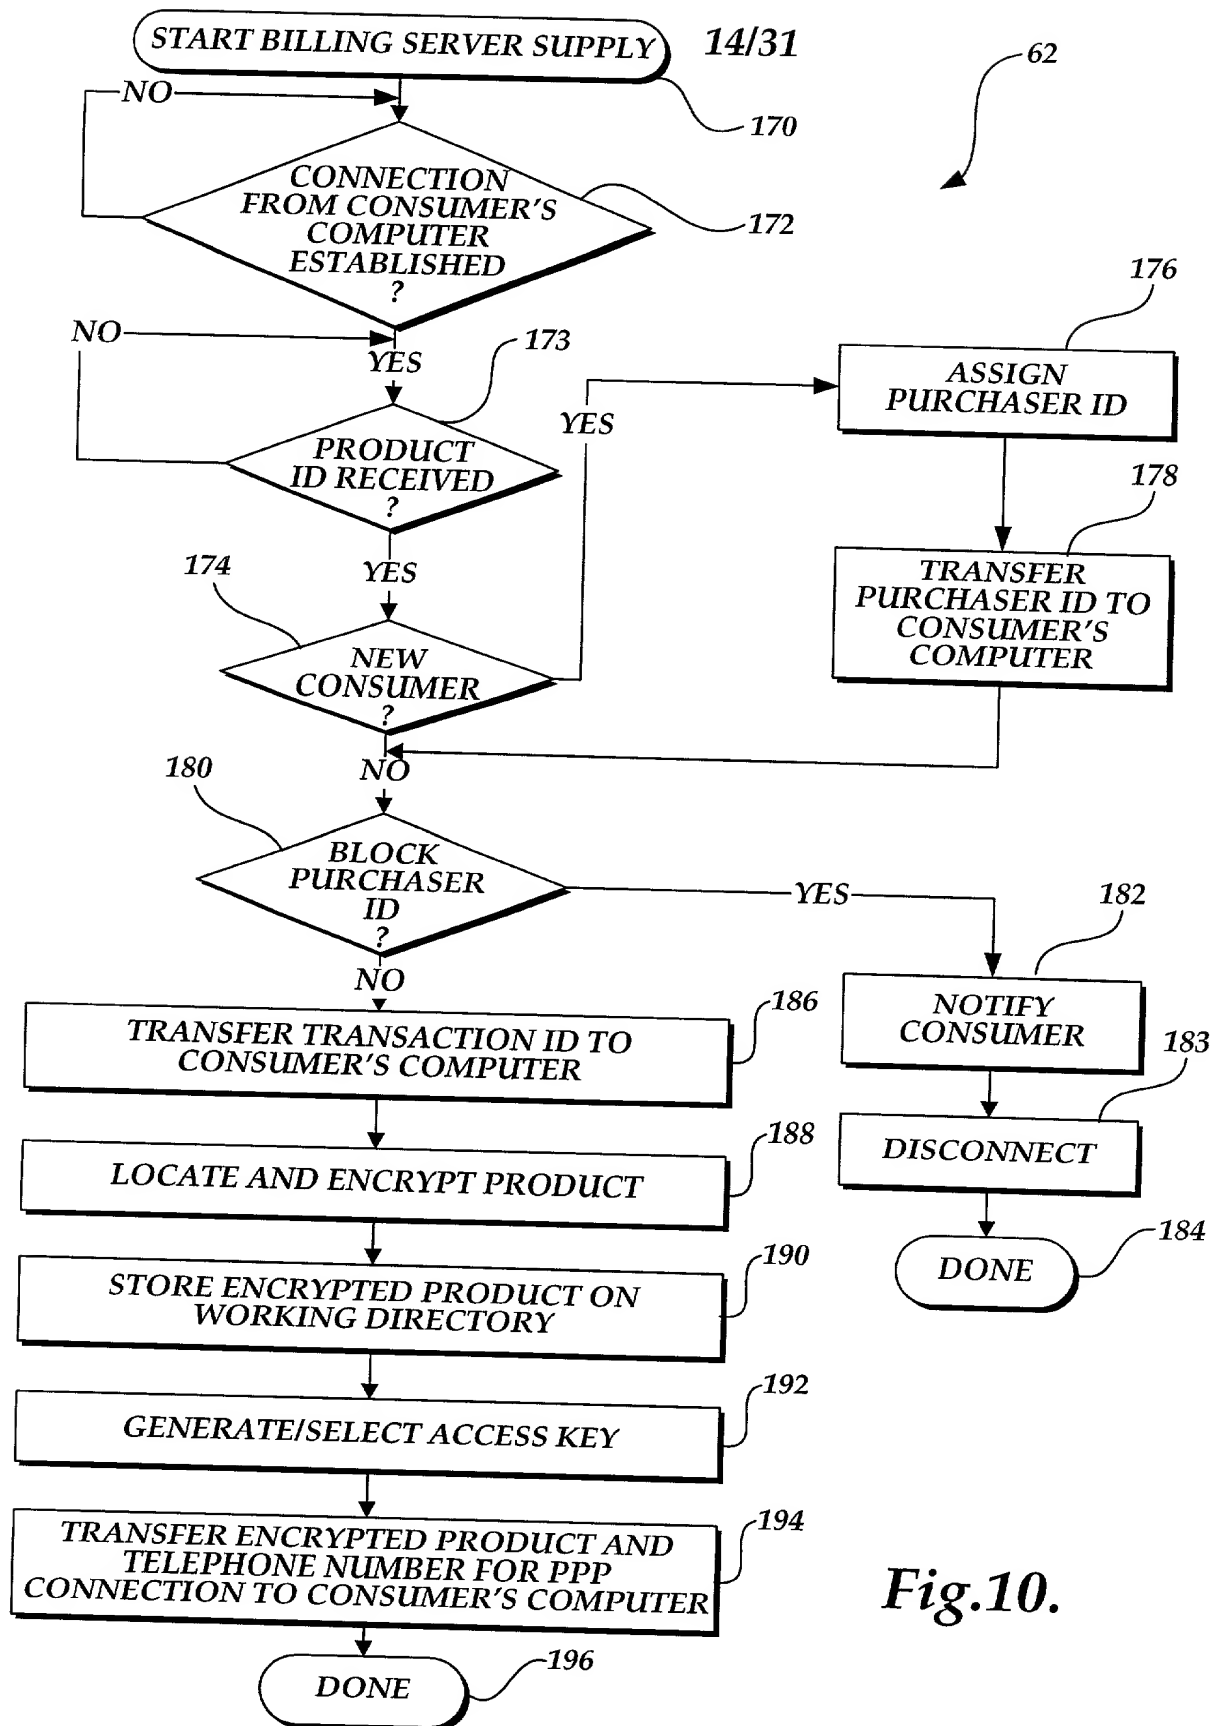 START BILLING SERVER SUPPLY
14/31
62
NO
170
CONNECTION
FROM CONSUMER'S
COMPUTER
ESTABLISHED
?
172
176
NO
YES
173
ASSIGN
PURCHASER ID
YES
PRODUCT
ID RECEIVED
?
178
174
YES
TRANSFER
PURCHASER ID TO
CONSUMER'S
COMPUTER
NEW
CONSUMER
?
180
NO
BLOCK
PURCHASER
ID
?
YES
182
NO
NOTIFY
CONSUMER
186
TRANSFER TRANSACTION ID TO
CONSUMER'S COMPUTER
183
DISCONNECT
188
LOCATE AND ENCRYPT PRODUCT
184
DONE
190
STORE ENCRYPTED PRODUCT ON
WORKING DIRECTORY
192
GENERATE/SELECT ACCESS KEY
194
TRANSFER ENCRYPTED PRODUCT AND
TELEPHONE NUMBER FOR PPP
CONNECTION TO CONSUMER'S COMPUTER
Fig.10.
196
DONE